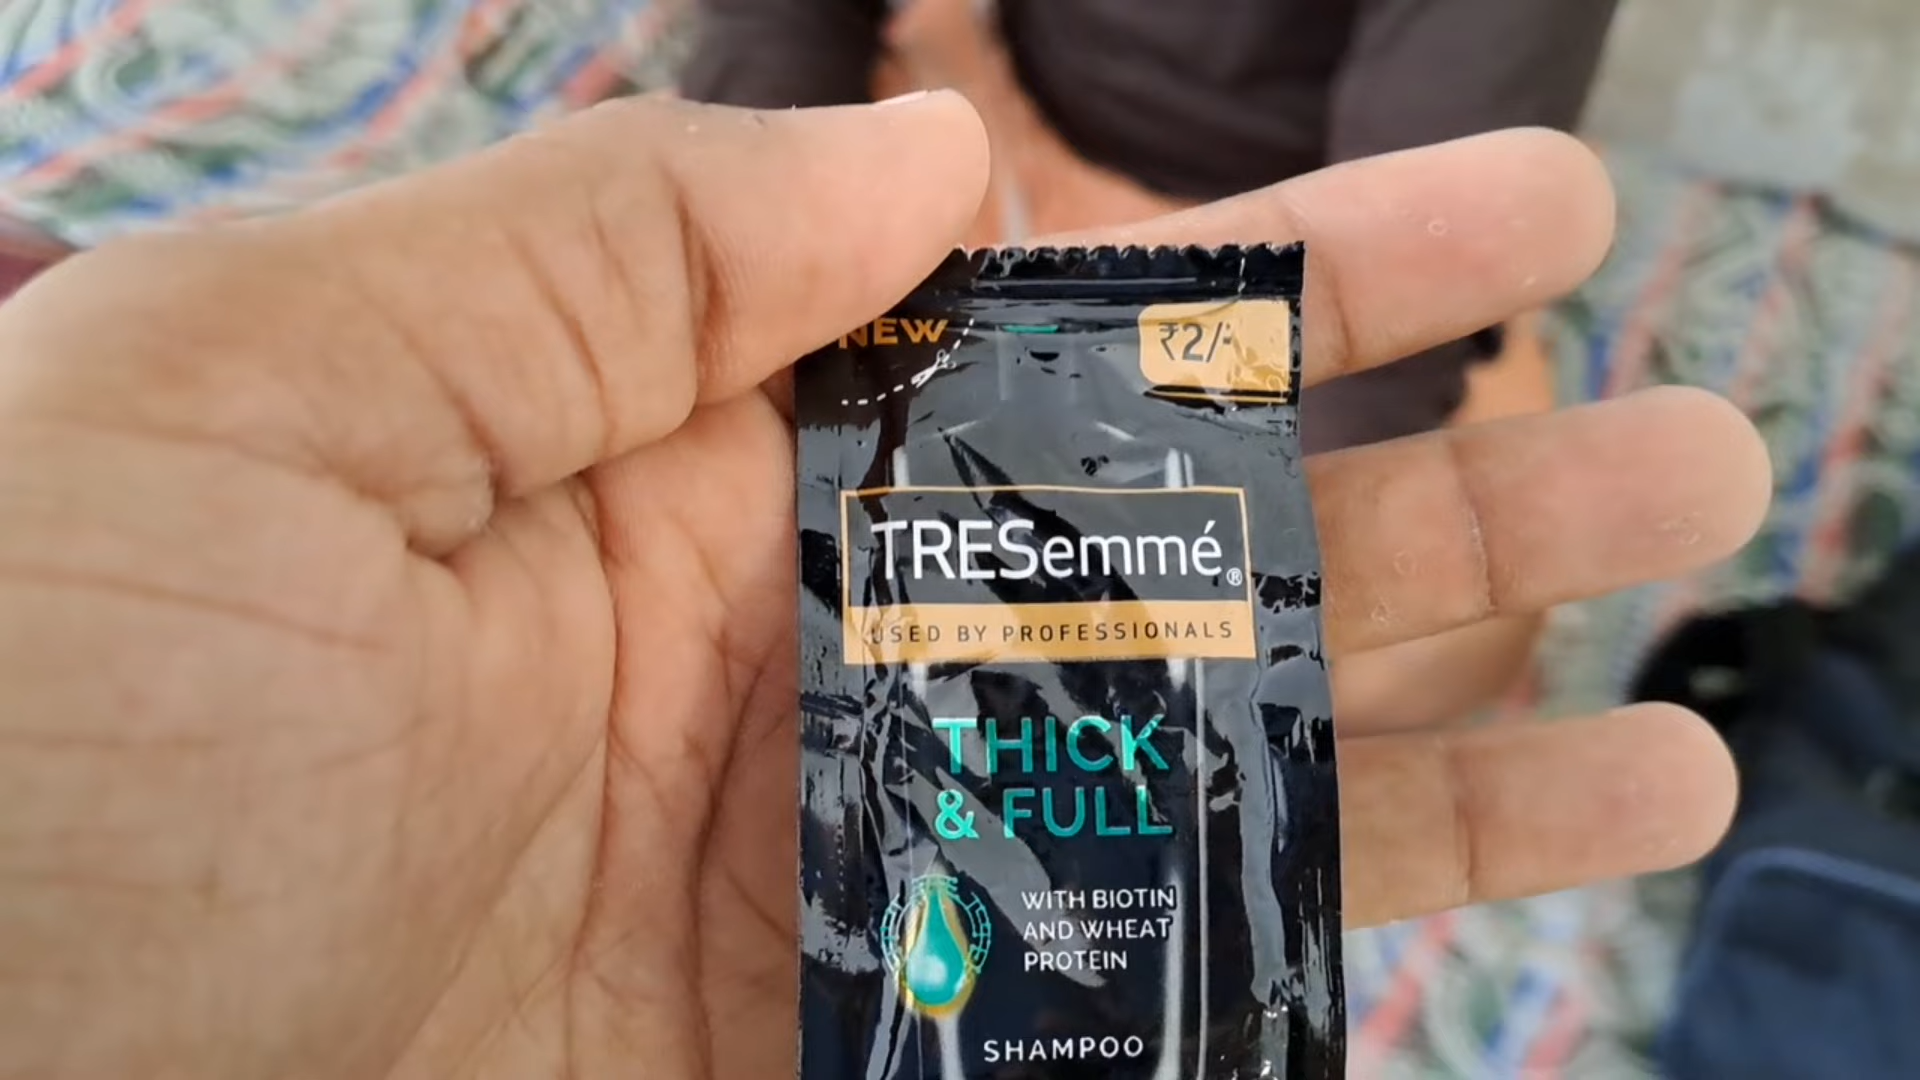 NEW
₹2/-
TRESemmé®
USED BY PROFESSIONALS
THICK
& FULL
WITH BIOTIN
AND WHEAT
PROTEIN
SHAMPOO